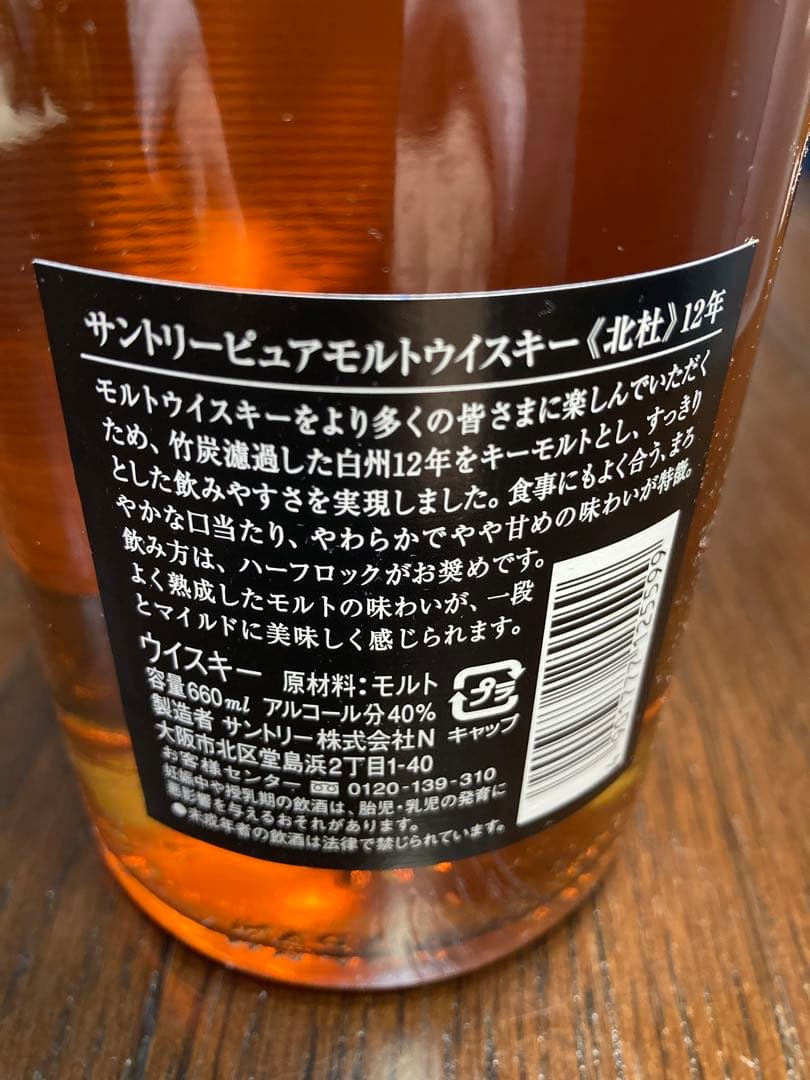 サントリーピュアモルトウイスキー《北杜》12年
モルトウイスキーをより多くの皆さまに楽しんでいただく
ため、竹炭濾過した白州12年をキーモルトとし、すっきり
とした飲みやすさを実現しました。食事にもよく合う、まろ
やかな口当たり、やわらかでやや甘めの味わいが特徴。
飲み方は、ハーフロックがお奨めです。
よく熟成したモルトの味わいが、一段
とマイルドに美味しく感じられます。
ウイスキー 原材料:モルト
容量660ml アルコール分40%
製造者 サントリー株式会社N
大阪市北区堂島浜2丁目1-40
お客様センター 0120-139-310
妊娠中や授乳期の飲酒は、胎児・乳児の発育に
悪影響を与えるおそれがあります。
●未成年者の飲酒は法律で禁じられています。
プラ
キャップ